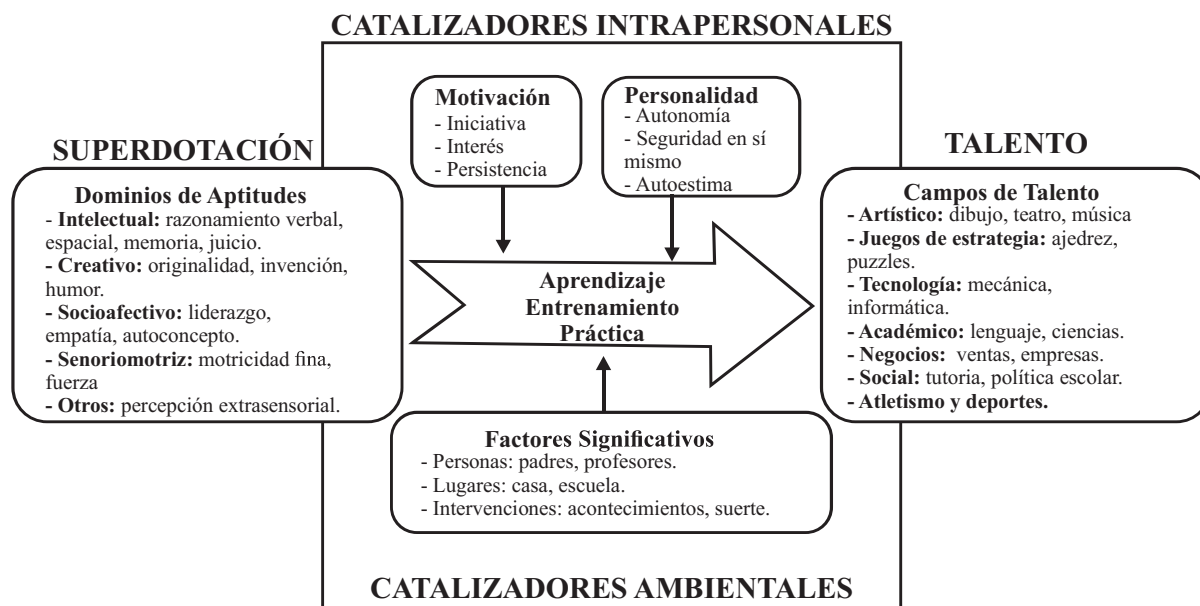 CATALIZADORES INTRAPERSONALES
Motivación
- Iniciativa
- Interés
- Persistencia
Personalidad
- Autonomía
- Seguridad en sí
mismo
- Autoestima
SUPERDOTACIÓN
Dominios de Aptitudes
- Intelectual: razonamiento verbal,
espacial, memoria, juicio.
- Creativo: originalidad, invención,
humor.
- Socioafectivo: liderazgo,
empatía, autoconcepto.
- Senoriomotriz: motricidad fina,
fuerza
- Otros: percepción extrasensorial.
Aprendizaje
Entrenamiento
Práctica
TALENTO
Campos de Talento
- Artístico: dibujo, teatro, música
- Juegos de estrategia: ajedrez,
puzzles.
- Tecnología: mecánica,
informática.
- Académico: lenguaje, ciencias.
- Negocios: ventas, empresas.
- Social: tutoria, política escolar.
- Atletismo y deportes.
Factores Significativos
- Personas: padres, profesores.
- Lugares: casa, escuela.
- Intervenciones: acontecimientos, suerte.
CATALIZADORES AMBIENTALES